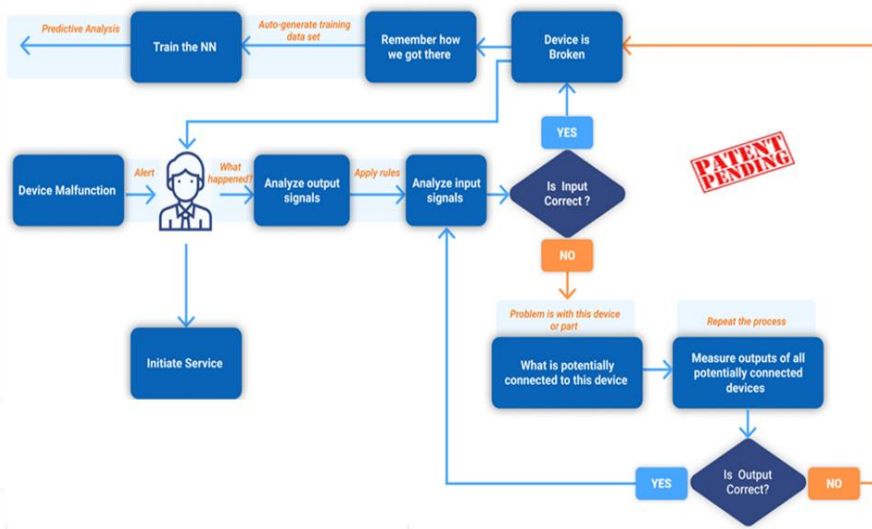 Predictive Analysis
Train the NN
Auto-generate training
data set
Remember how
we got there
Device is
Broken
YES
PATENT
PENDING
Device Malfunction
Alert
What
happened?
Analyze output
signals
Apply rules
Analyze input
signals
Is Input
Correct ?
NO
Problem is with this device
or part
Repeat the process
Initiate Service
What is potentially
connected to this device
Measure outputs of all
potentially connected
devices
YES
Is Output
Correct?
NO